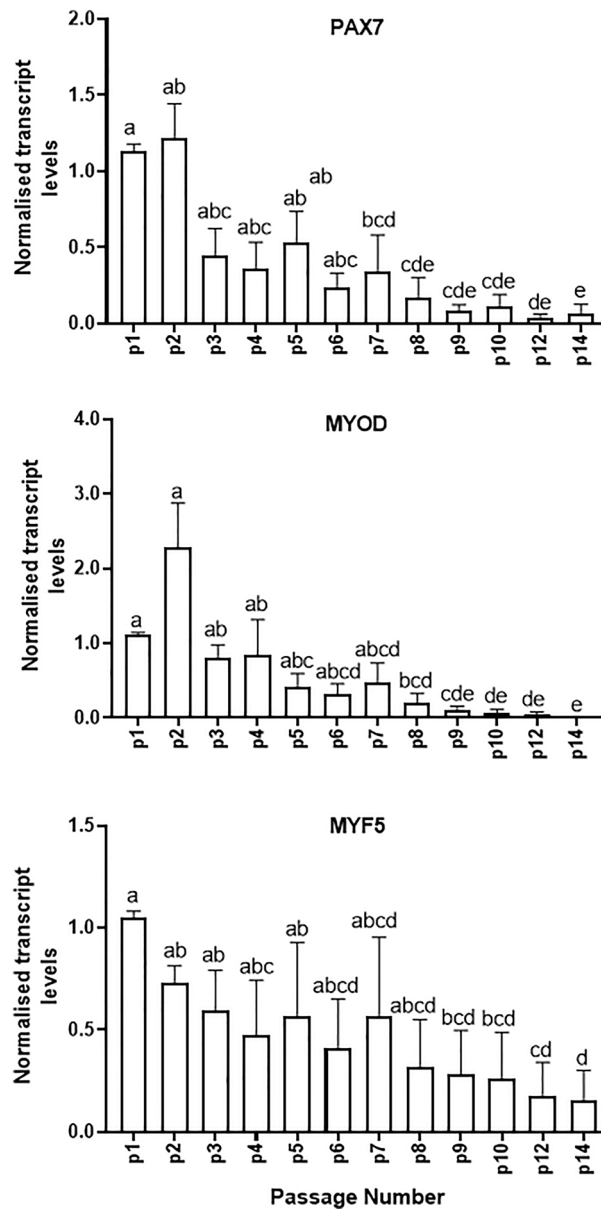 PAX7
Normalised transcript
levels
2.0
1.5
1.0
0.5
0.0
a
ab
abc
abc
ab
ab
abc
bcd
cde
cde
cde
de
e
p1 p2 p3 p4 p5 p6 p7 p8 p9 p10 p12 p14
MYOD
Normalised transcript
levels
4.0
3.0
2.0
1.0
0.0
a
a
ab
ab
abc
abcd
abcd
bcd
cde
de
de
e
p1 p2 p3 p4 p5 p6 p7 p8 p9 p10 p12 p14
MYF5
Normalised transcript
levels
1.5
1.0
0.5
0.0
a
ab
ab
abc
ab
abcd
abcd
abcd
bcd
bcd
cd
d
p1 p2 p3 p4 p5 p6 p7 p8 p9 p10 p12 p14
Passage Number